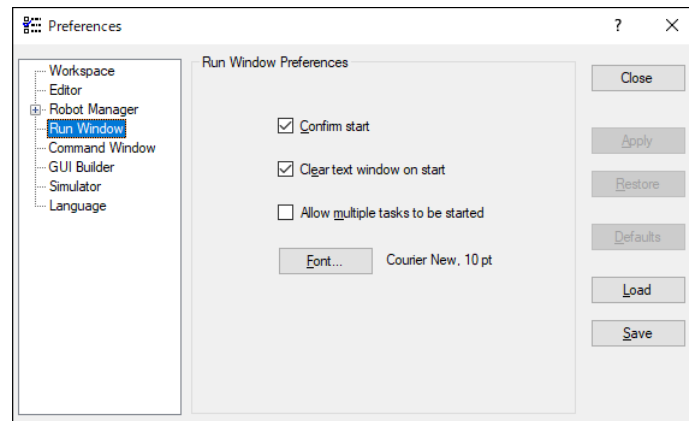 Preferences
?
Workspace
Editor
Robot Manager
Run Window
Command Window
GUI Builder
Simulator
Language
Run Window Preferences
Confirm start
Clear text window on start
Allow multiple tasks to be started
Font...
Courier New, 10 pt
Close
Apply
Restore
Defaults
Load
Save